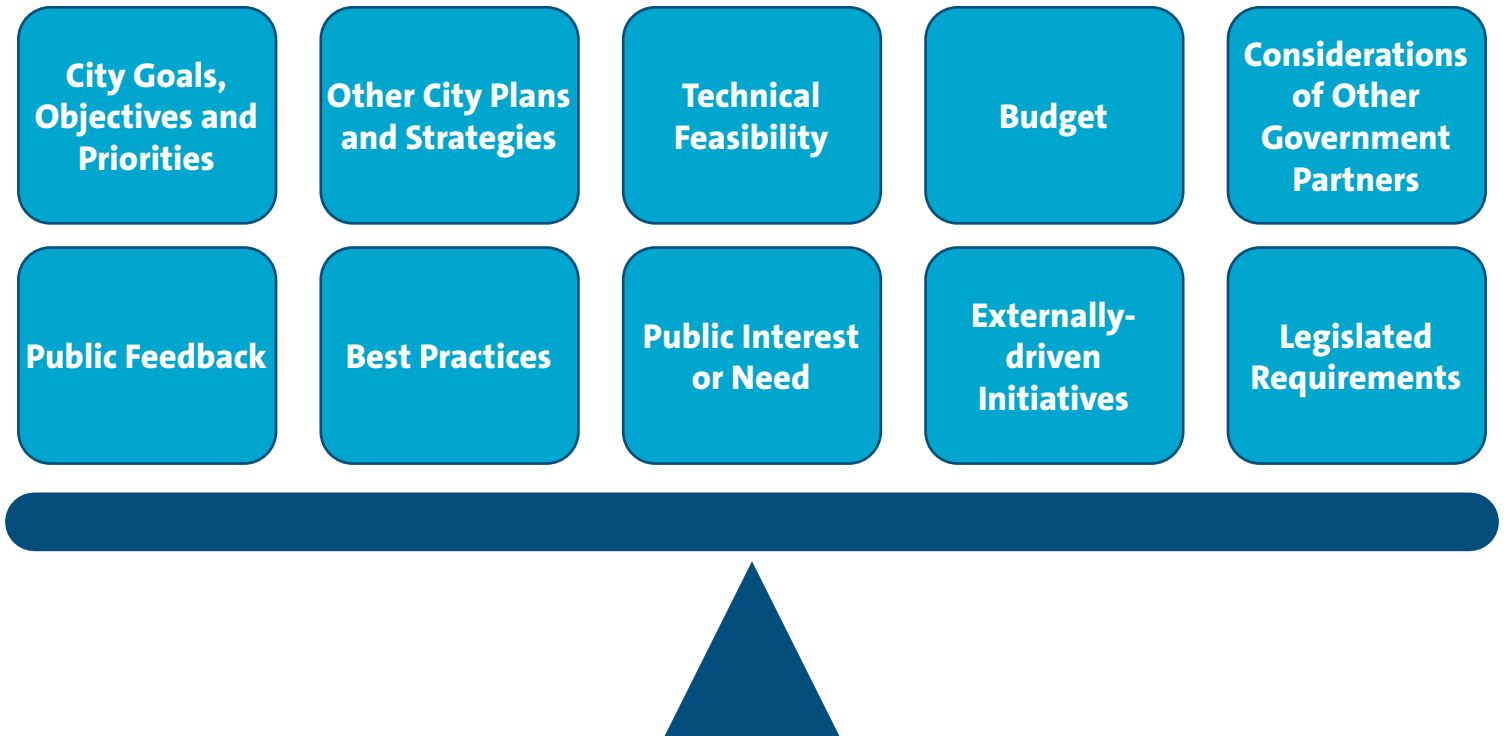 City Goals,
Objectives and
Priorities
Other City Plans
and Strategies
Technical
Feasibility
Budget
Considerations
of Other
Government
Partners
Public Feedback
Best Practices
Public Interest
or Need
Externally-
driven
Initiatives
Legislated
Requirements